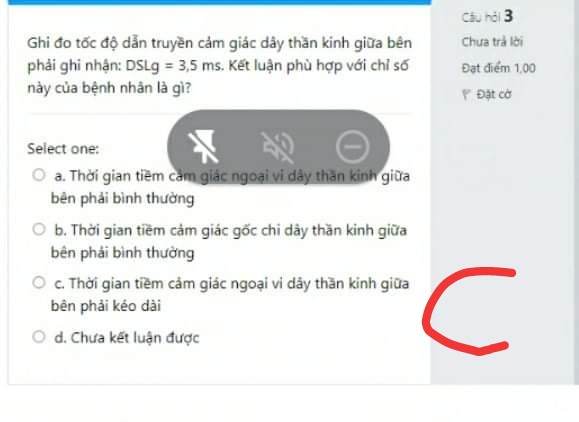 Câu hỏi 3
Chưa trả lời
Đạt điểm 1,00
Đặt cờ
Ghi đo tốc độ dẫn truyền cảm giác dây thần kinh giữa bên
phải ghi nhận: DSLg = 3,5 ms. Kết luận phù hợp với chỉ số
này của bệnh nhân là gì?
Select one:
a. Thời gian tiềm cảm giác ngoại vi dây thần kinh giữa
bên phải bình thường
b. Thời gian tiềm cảm giác gốc chi dây thần kinh giữa
bên phải bình thường
c. Thời gian tiềm cảm giác ngoại vi dây thần kinh giữa
bên phải kéo dài
d. Chưa kết luận được